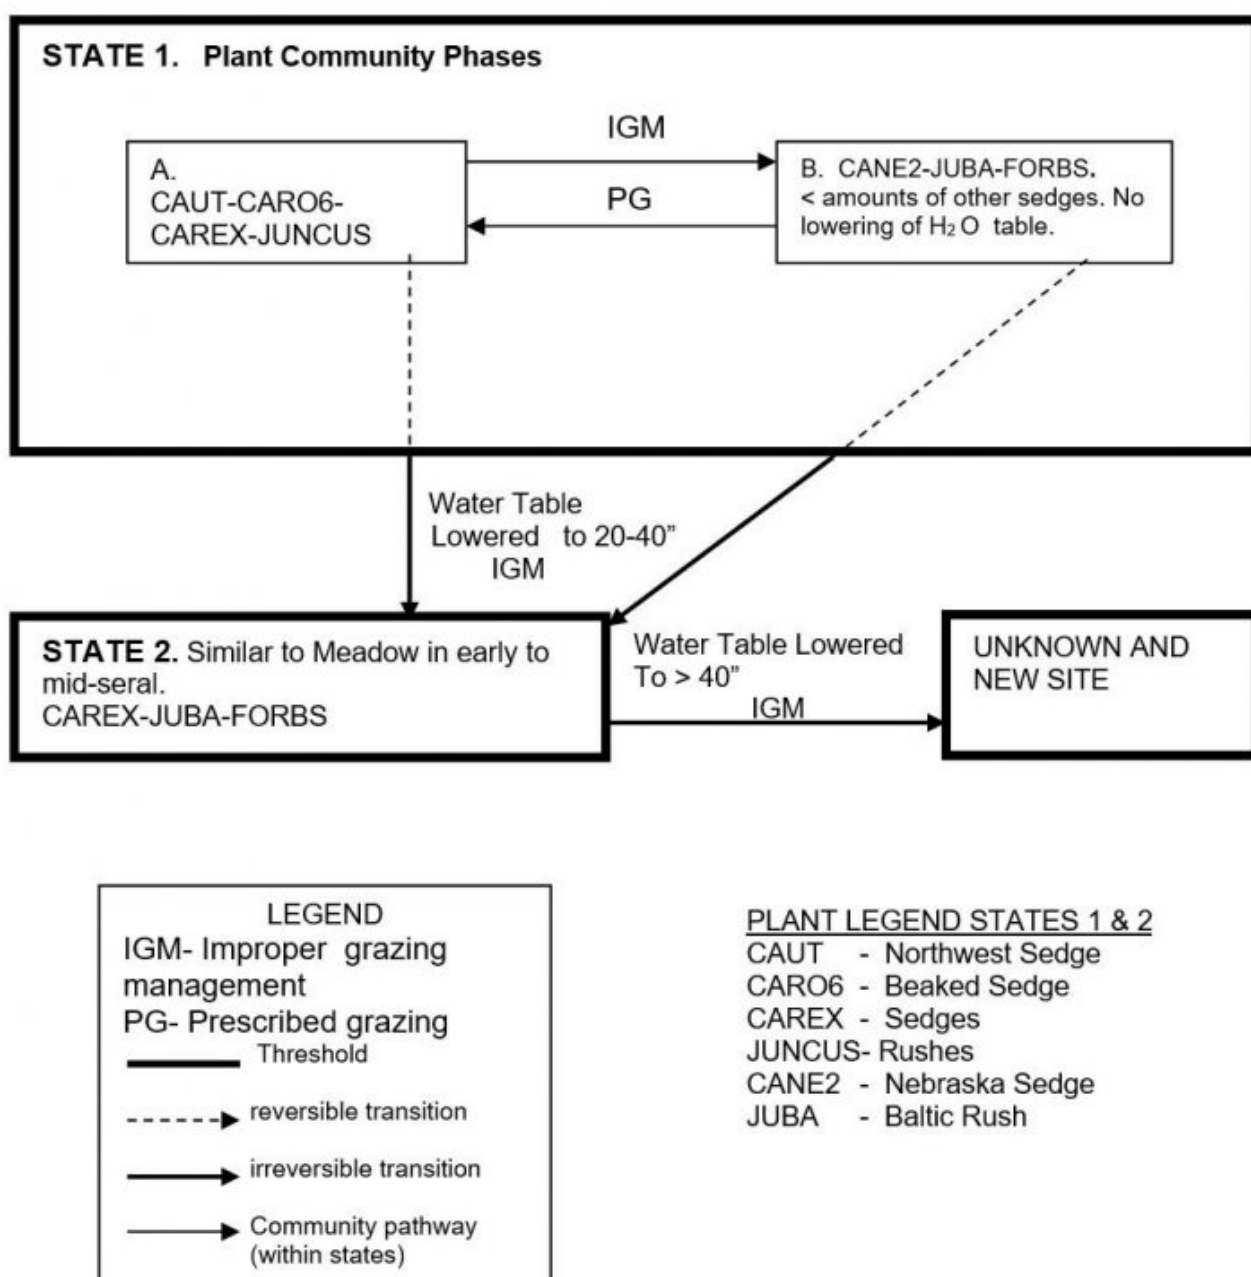 STATE 1. Plant Community Phases
IGM
A.
CAUT-CARO6-
CAREX-JUNCUS
PG
B. CANE2-JUBA-FORBS.
< amounts of other sedges. No
lowering of H₂O table.
Water Table
Lowered to 20-40”
IGM
STATE 2. Similar to Meadow in early to
mid-seral.
CAREX-JUBA-FORBS
Water Table Lowered
To > 40”
IGM
UNKNOWN AND
NEW SITE
LEGEND
IGM- Improper grazing
management
PG- Prescribed grazing
Threshold
reversible transition
irreversible transition
Community pathway
(within states)
PLANT LEGEND STATES 1 & 2
CAUT - Northwest Sedge
CARO6 - Beaked Sedge
CAREX - Sedges
JUNCUS- Rushes
CANE2 - Nebraska Sedge
JUBA - Baltic Rush